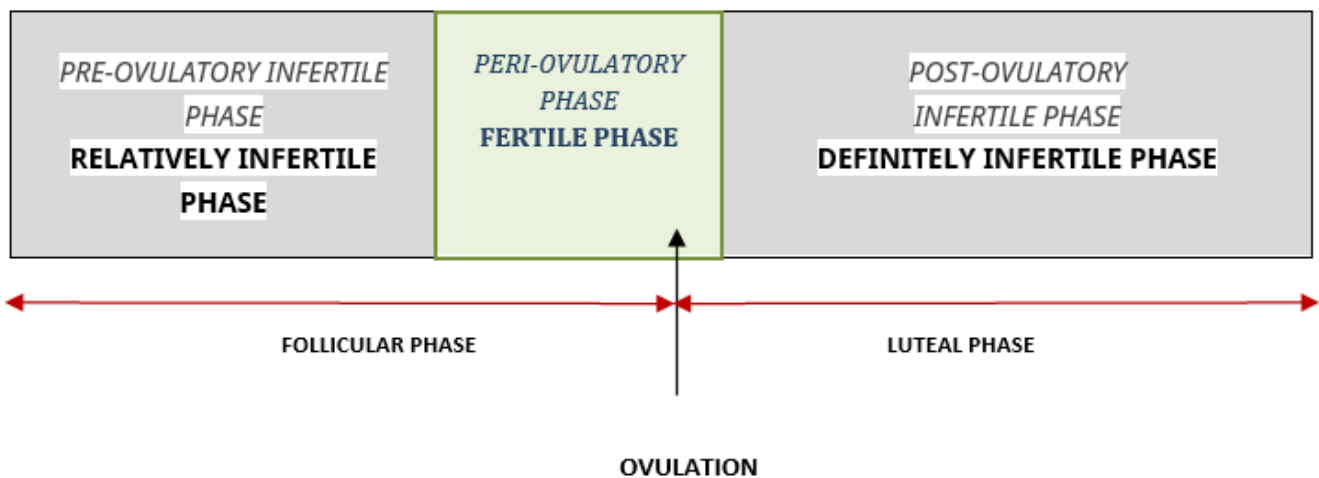 PRE-OVULATORY INFERTILE
PHASE
RELATIVELY INFERTILE
PHASE
PERI-OVULATORY
PHASE
FERTILE PHASE
POST-OVULATORY
INFERTILE PHASE
DEFINITELY INFERTILE PHASE
FOLLICULAR PHASE
LUTEAL PHASE
OVULATION